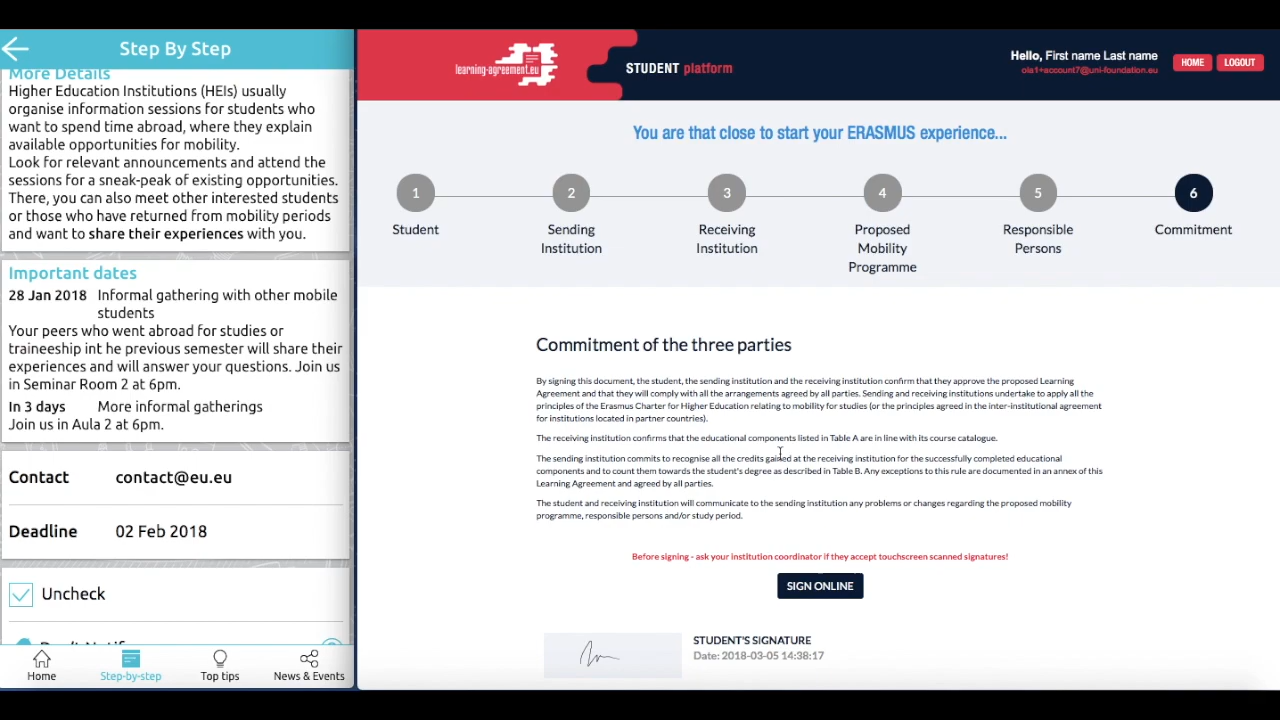 Step By Step
More Details
Higher Education Institutions (HEIs) usually
organise information sessions for students who
want to spend time abroad, where they explain
available opportunities for mobility.
Look for relevant announcements and attend the
sessions for a sneak-peak of existing opportunities.
There, you can also meet other interested students
or those who have returned from mobility periods
and want to share their experiences with you.
Important dates
28 Jan 2018 Informal gathering with other mobile
students
Your peers who went abroad for studies or
traineeship int he previous semester will share their
experiences and will answer your questions. Join us
in Seminar Room 2 at 6pm.
In 3 days More informal gatherings
Join us in Aula 2 at 6pm.
Contact contact@eu.eu
Deadline 02 Feb 2018
Uncheck
Home
Step-by-step
Top tips
News & Events
learning-agreement.eu
STUDENT platform
Hello, First name Last name
ola1+account7@uni-foundation.eu
HOME
LOGOUT
You are that close to start your ERASMUS experience...
1
Student
2
Sending
Institution
3
Receiving
Institution
4
Proposed
Mobility
Programme
5
Responsible
Persons
6
Commitment
Commitment of the three parties
By signing this document, the student, the sending institution and the receiving institution confirm that they approve the proposed Learning
Agreement and that they will comply with all the arrangements agreed by all parties. Sending and receiving institutions undertake to apply all the
principles of the Erasmus Charter for Higher Education relating to mobility for studies (or the principles agreed in the inter-institutional agreement
for institutions located in partner countries).
The receiving institution confirms that the educational components listed in Table A are in line with its course catalogue.
The sending institution commits to recognise all the credits gained at the receiving institution for the successfully completed educational
components and to count them towards the student's degree as described in Table B. Any exceptions to this rule are documented in an annex of this
Learning Agreement and agreed by all parties.
The student and receiving institution will communicate to the sending institution any problems or changes regarding the proposed mobility
programme, responsible persons and/or study period.
Before signing - ask your institution coordinator if they accept touchscreen scanned signatures!
SIGN ONLINE
STUDENT'S SIGNATURE
Date: 2018-03-05 14:38:17